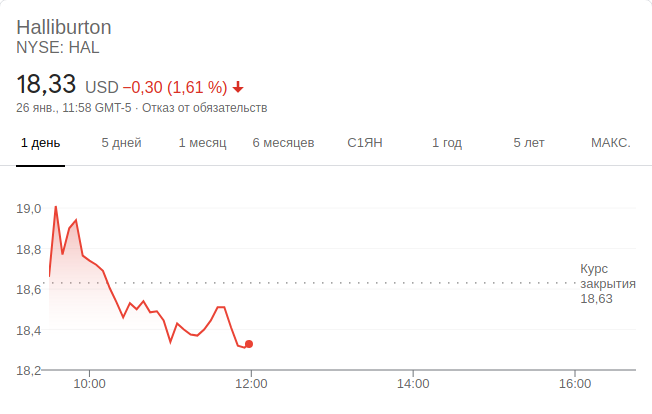 Halliburton
NYSE: HAL
18,33 USD −0,30 (1,61 %)
26 янв., 11:58 GMT-5 · Отказ от обязательств
1 день 5 дней 1 месяц 6 месяцев С1ЯН 1 год 5 лет МАКС.
19,0
18,8
18,6
18,4
18,2
Курс
закрытия
18,63
10:00 12:00 14:00 16:00